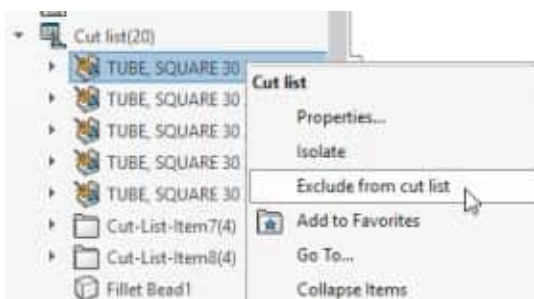 Cut list(20)
TUBE, SQUARE 30
Cut list
TUBE, SQUARE 30
Properties...
TUBE, SQUARE 30
Isolate
TUBE, SQUARE 30
Exclude from cut list
TUBE, SQUARE 30
Cut-List-Item7(4)
Add to Favorites
Cut-List-Item8(4)
Go To...
Fillet Bead1
Collapse Items